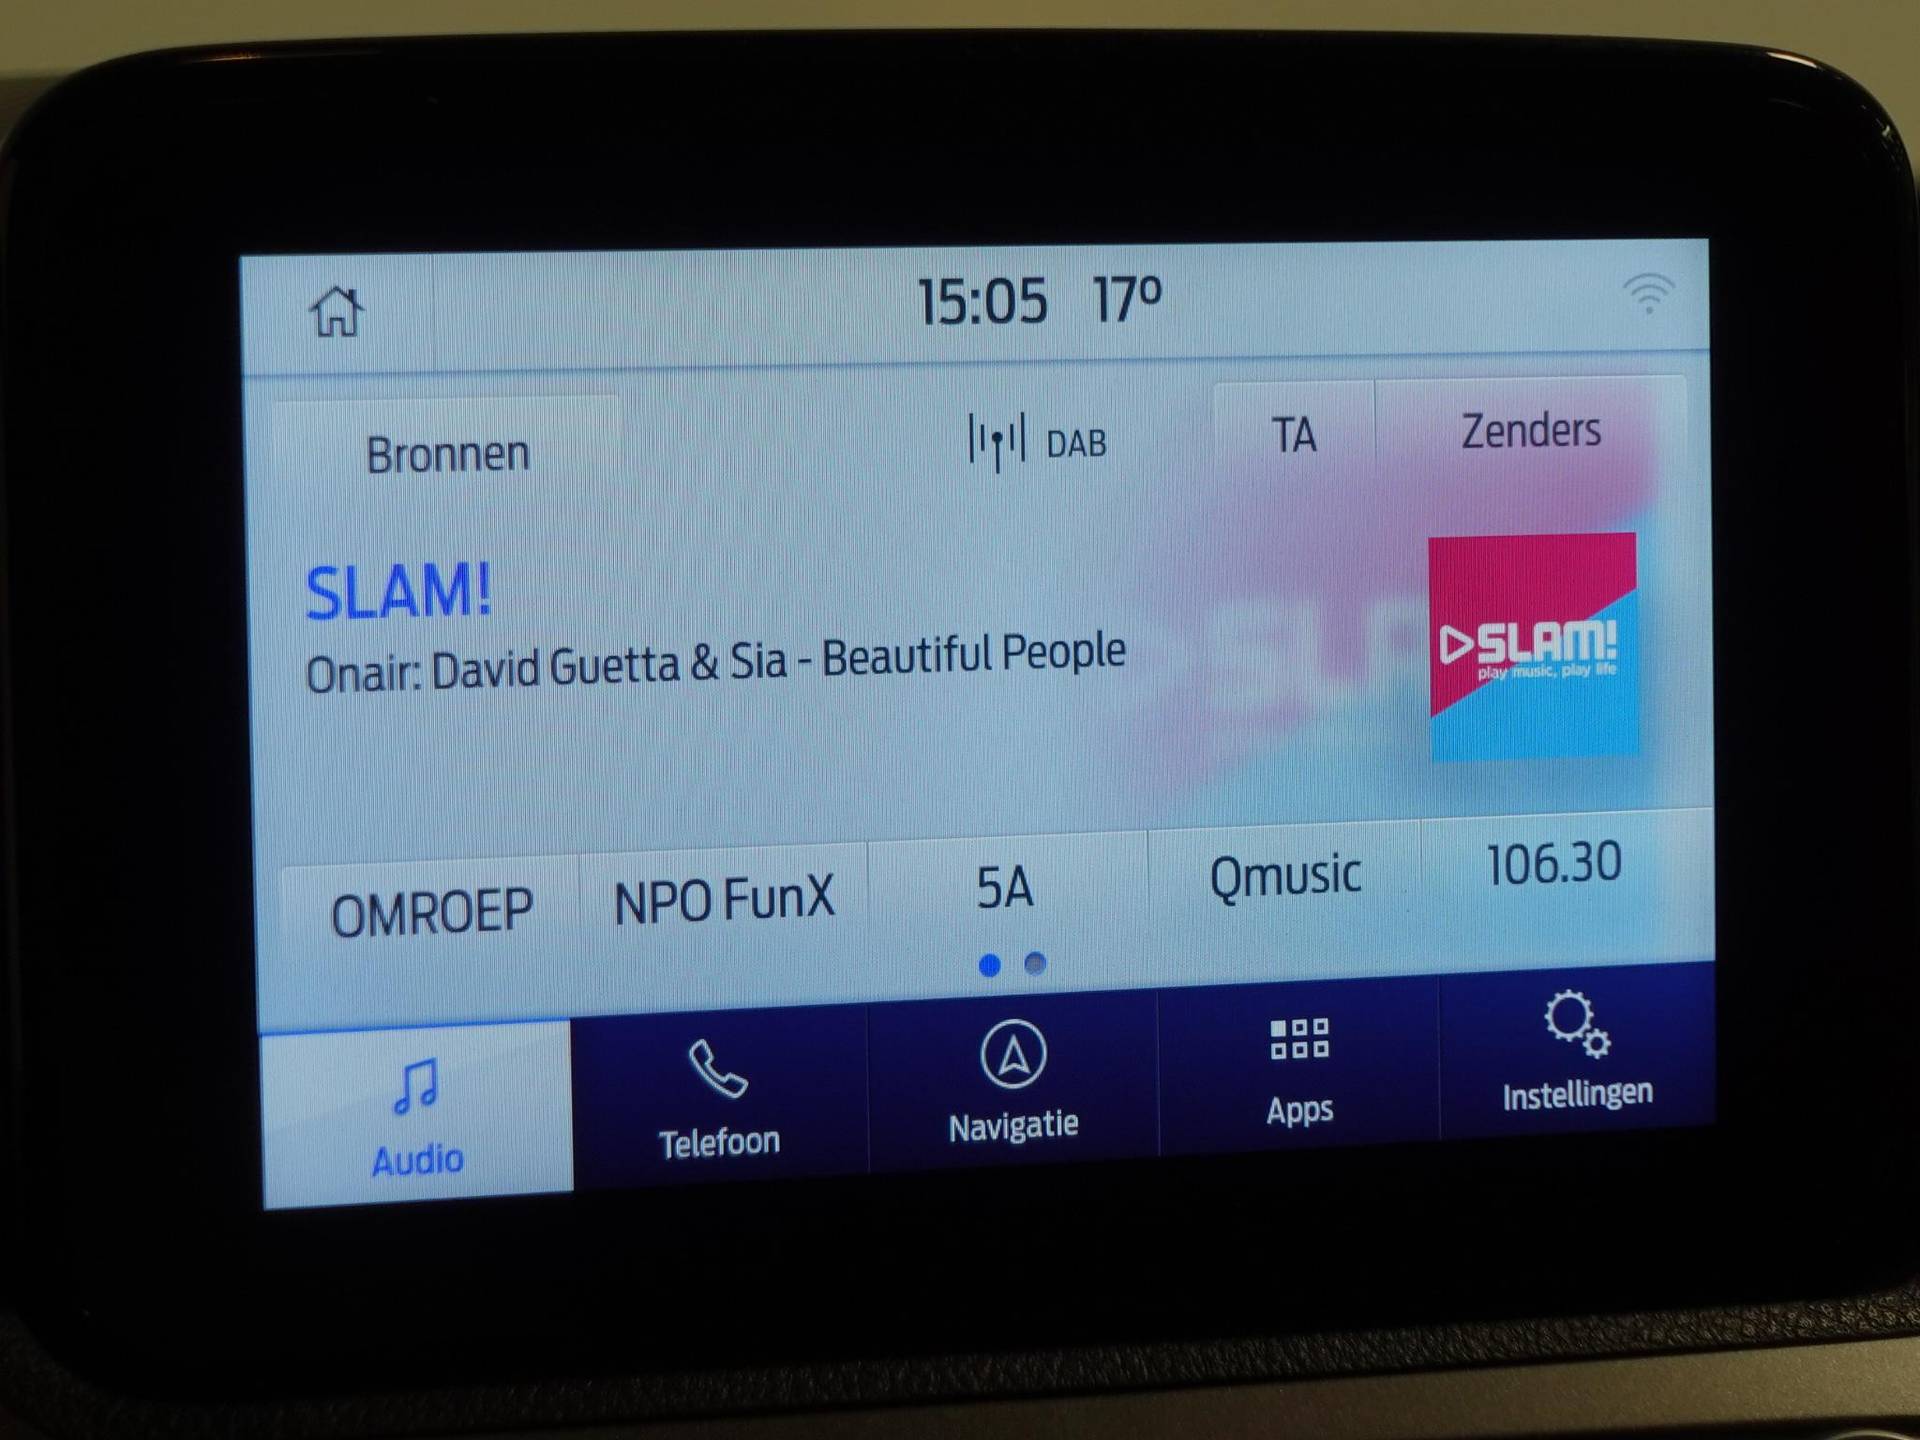 15:05 17º
Bronnen
DAB
TA
Zenders
SLAM!
Onair: David Guetta & Sia - Beautiful People
SLAM!
play music, play life
OMROEP
NPO FunX
5A
Qmusic
106.30
Audio
Telefoon
Navigatie
Apps
Instellingen